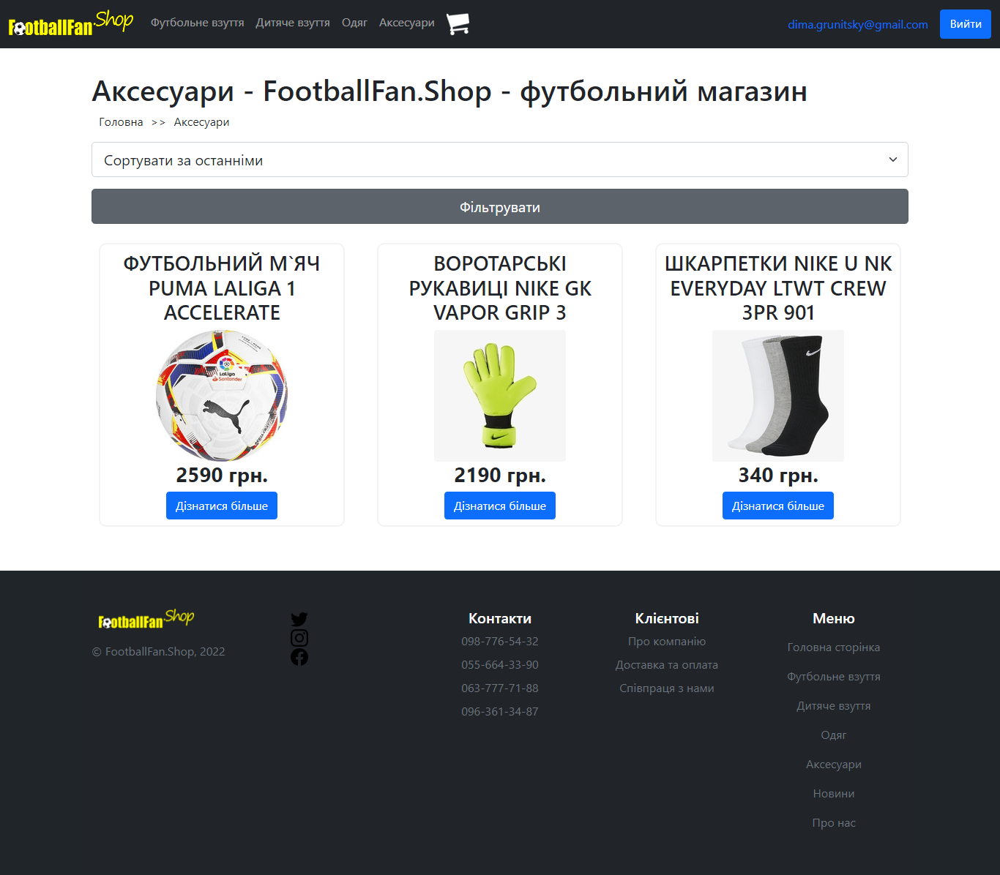 FootballFan.Shop
Футбольне взуття Дитяче взуття Одяг Аксесуари
dima.grunitsky@gmail.com Вийти
Аксесуари - FootballFan.Shop - футбольний магазин
Головна >> Аксесуари
Сортувати за останніми
Фільтрувати
ФУТБОЛЬНИЙ М`ЯЧ
PUMA LALIGA 1
ACCELERATE
LaLiga
Santander
2590 грн.
Дізнатися більше
ВОРОТАРСЬКІ
РУКАВИЦІ NIKE GK
VAPOR GRIP 3
2190 грн.
Дізнатися більше
ШКАРПЕТКИ NIKE U NK
EVERYDAY LTWT CREW
3PR 901
340 грн.
Дізнатися більше
FootballFan.Shop
© FootballFan.Shop, 2022
Контакти
098-776-54-32
055-664-33-90
063-777-71-88
096-361-34-87
Клієнтові
Про компанію
Доставка та оплата
Співпраця з нами
Меню
Головна сторінка
Футбольне взуття
Дитяче взуття
Одяг
Аксесуари
Новини
Про нас